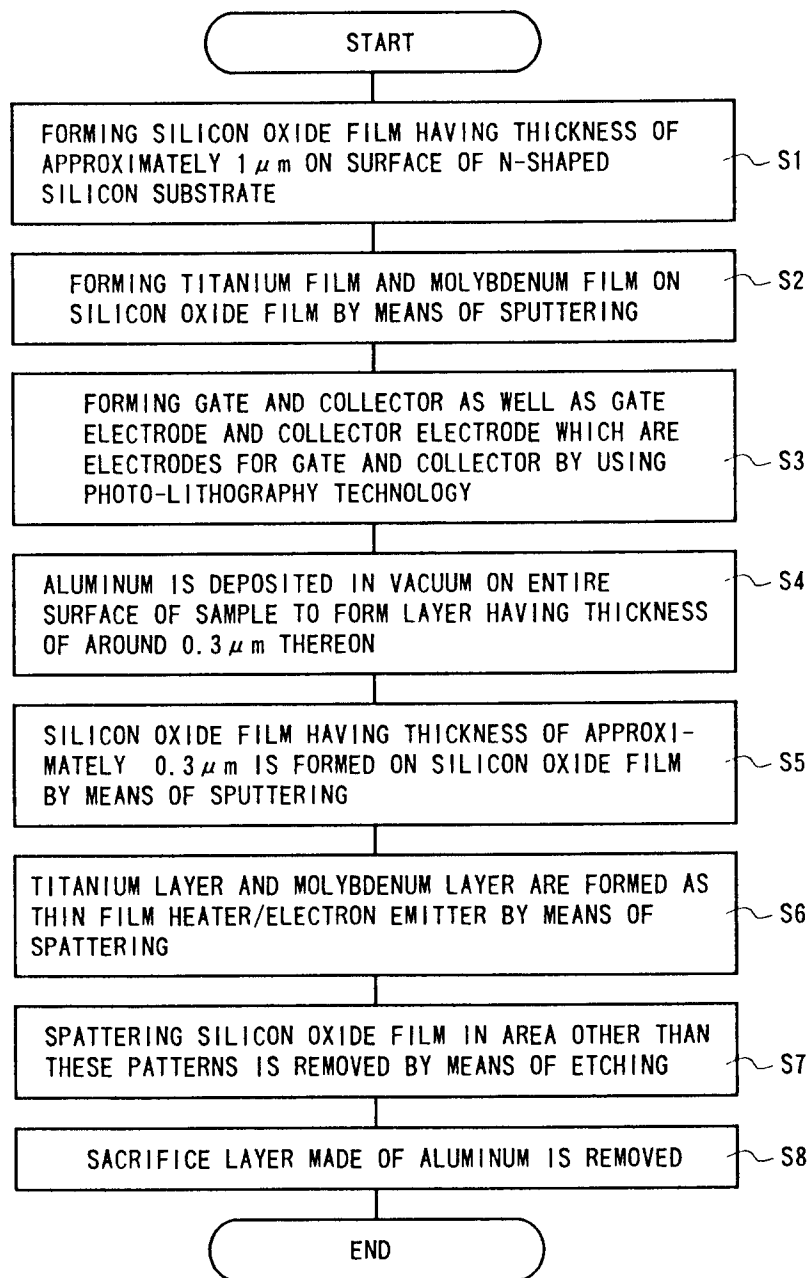 START
FORMING SILICON OXIDE FILM HAVING THICKNESS OF
APPROXIMATELY 1μm ON SURFACE OF N-SHAPED
SILICON SUBSTRATE
S1
FORMING TITANIUM FILM AND MOLYBDENUM FILM ON
SILICON OXIDE FILM BY MEANS OF SPUTTERING
S2
FORMING GATE AND COLLECTOR AS WELL AS GATE
ELECTRODE AND COLLECTOR ELECTRODE WHICH ARE
ELECTRODES FOR GATE AND COLLECTOR BY USING
PHOTO-LITHOGRAPHY TECHNOLOGY
S3
ALUMINUM IS DEPOSITED IN VACUUM ON ENTIRE
SURFACE OF SAMPLE TO FORM LAYER HAVING THICKNESS
OF AROUND 0.3μm THEREON
S4
SILICON OXIDE FILM HAVING THICKNESS OF APPROXI-
MATELY 0.3μm IS FORMED ON SILICON OXIDE FILM
BY MEANS OF SPUTTERING
S5
TITANIUM LAYER AND MOLYBDENUM LAYER ARE FORMED AS
THIN FILM HEATER/ELECTRON EMITTER BY MEANS OF
SPATTERING
S6
SPATTERING SILICON OXIDE FILM IN AREA OTHER THAN
THESE PATTERNS IS REMOVED BY MEANS OF ETCHING
S7
SACRIFICE LAYER MADE OF ALUMINUM IS REMOVED
S8
END